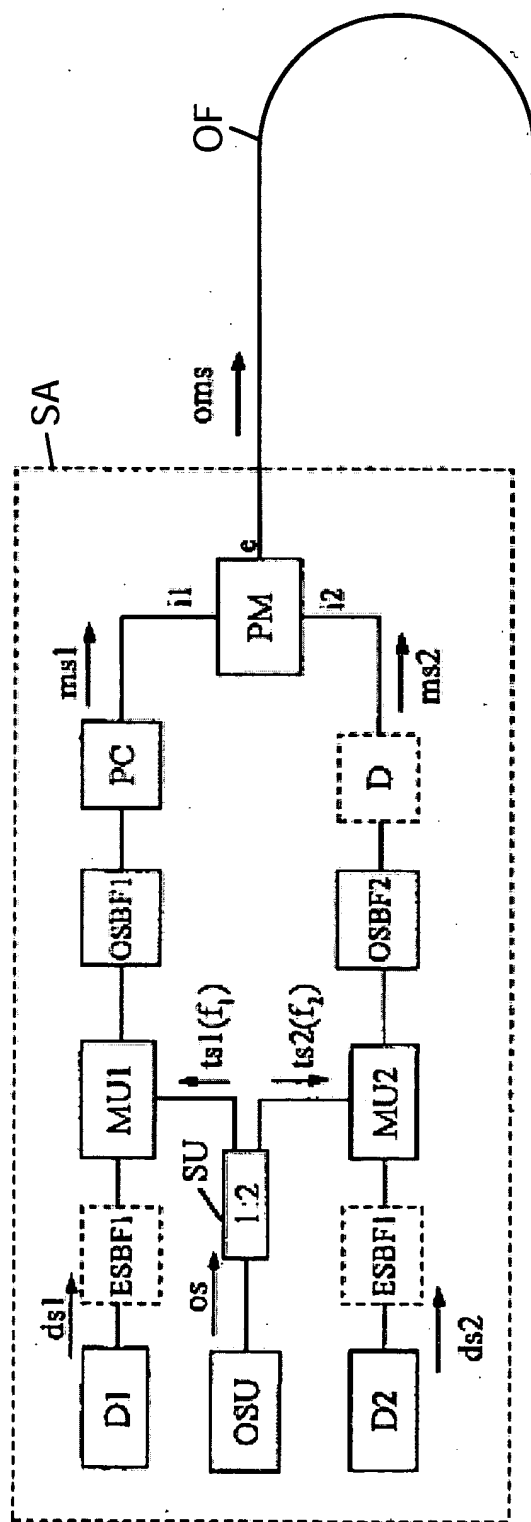 SA
OF
D1
ds1
ESBF1
MU1
OSBF1
PC
ms1
i1
OSU
os
SU
1:2
ts1(f₁)
ts2(f₂)
PM
e
oms
i2
D2
ds2
ESBF1
MU2
OSBF2
D
ms2